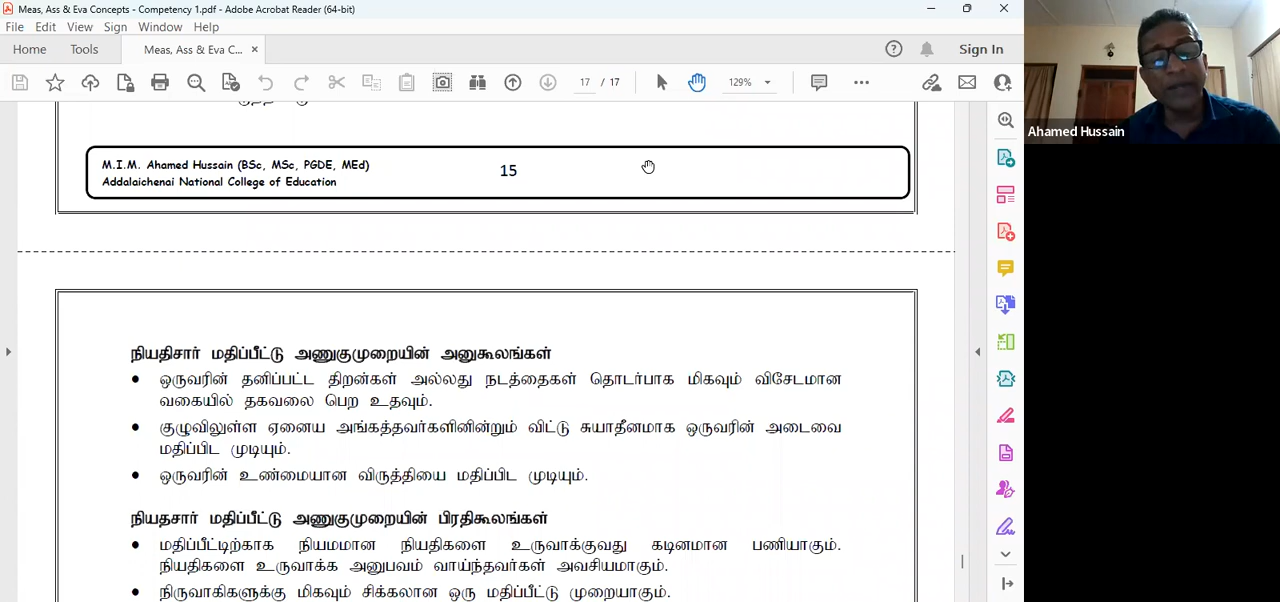 Meas, Ass & Eva Concepts - Competency 1.pdf - Adobe Acrobat Reader (64-bit)
File Edit View Sign Window Help
Home Tools Meas, Ass & Eva C... × Sign In
17 / 17 129%
Ahamed Hussain
M.I.M. Ahamed Hussain (BSc, MSc, PGDE, MEd)
15
Addalaichenai National College of Education
நியதிசார் மதிப்பீட்டு அணுகுமுறையின் அனுகூலங்கள்
• ஒருவரின் தனிப்பட்ட திறன்கள் அல்லது நடத்தைகள் தொடர்பாக மிகவும் விசேடமான
வகையில் தகவலை பெற உதவும்.
• குழுவிலுள்ள ஏனைய அங்கத்தவர்களினின்றும் விட்டு சுயாதீனமாக ஒருவரின் அடைவை
மதிப்பிட முடியும்.
• ஒருவரின் உண்மையான விருத்தியை மதிப்பிட முடியும்.
நியதசார் மதிப்பீட்டு அணுகுமுறையின் பிரதிகூலங்கள்
• மதிப்பீட்டிற்காக நியமமான நியதிகளை உருவாக்குவது கடினமான பணியாகும்.
நியதிகளை உருவாக்க அனுபவம் வாய்ந்தவர்கள் அவசியமாகும்.
• நிருவாகிகளுக்கு மிகவும் சிக்கலான ஒரு மதிப்பீட்டு முறையாகும்.